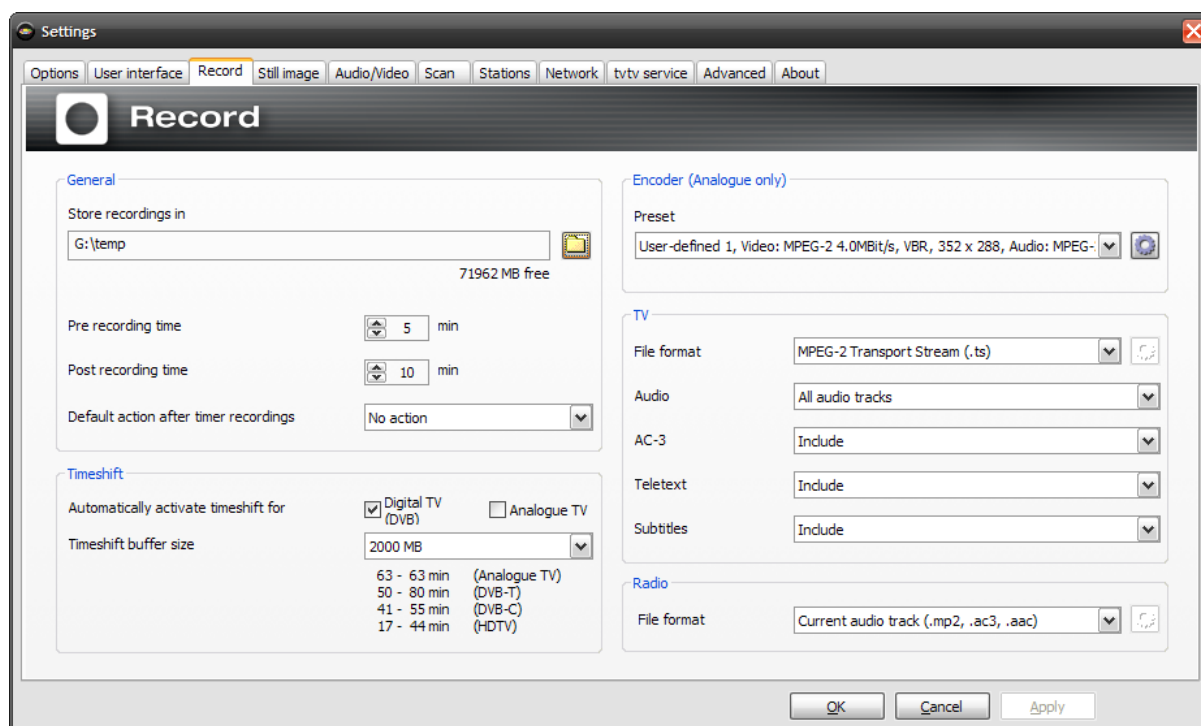 Settings
Options User interface Record Still image Audio/Video Scan Stations Network tvtv service Advanced About
Record
General
Store recordings in
G:\temp
71962 MB free
Pre recording time 5 min
Post recording time 10 min
Default action after timer recordings No action
Timeshift
Automatically activate timeshift for Digital TV (DVB) Analogue TV
Timeshift buffer size 2000 MB
63 - 63 min (Analogue TV)
50 - 80 min (DVB-T)
41 - 55 min (DVB-C)
17 - 44 min (HDTV)
Encoder (Analogue only)
Preset
User-defined 1, Video: MPEG-2 4.0MBit/s, VBR, 352 x 288, Audio: MPEG-
TV
File format MPEG-2 Transport Stream (.ts)
Audio All audio tracks
AC-3 Include
Teletext Include
Subtitles Include
Radio
File format Current audio track (.mp2, .ac3, .aac)
OK Cancel Apply